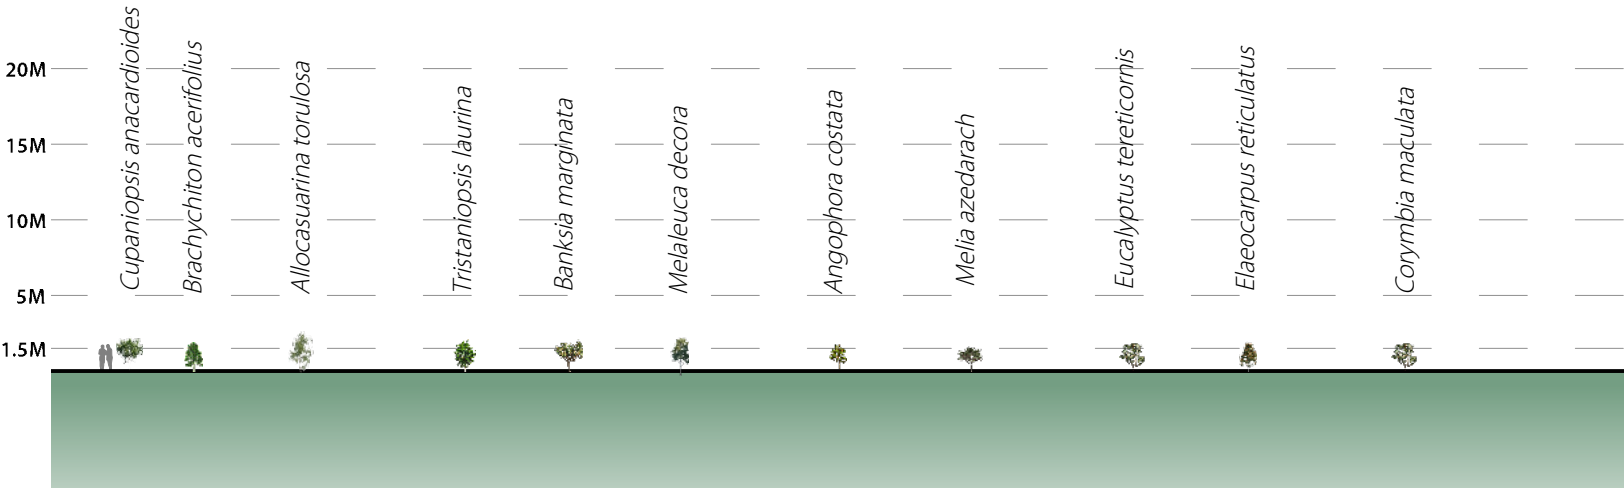 Cupaniopsis anacardioides
Brachychiton acerifolius
Allocasuarina torulosa
Tristaniopsis laurina
Banksia marginata
Melaleuca decora
Angophora costata
Melia azedarach
Eucalyptus tereticornis
Elaeocarpus reticulatus
Corymbia maculata
20M
15M
10M
5M
1.5M